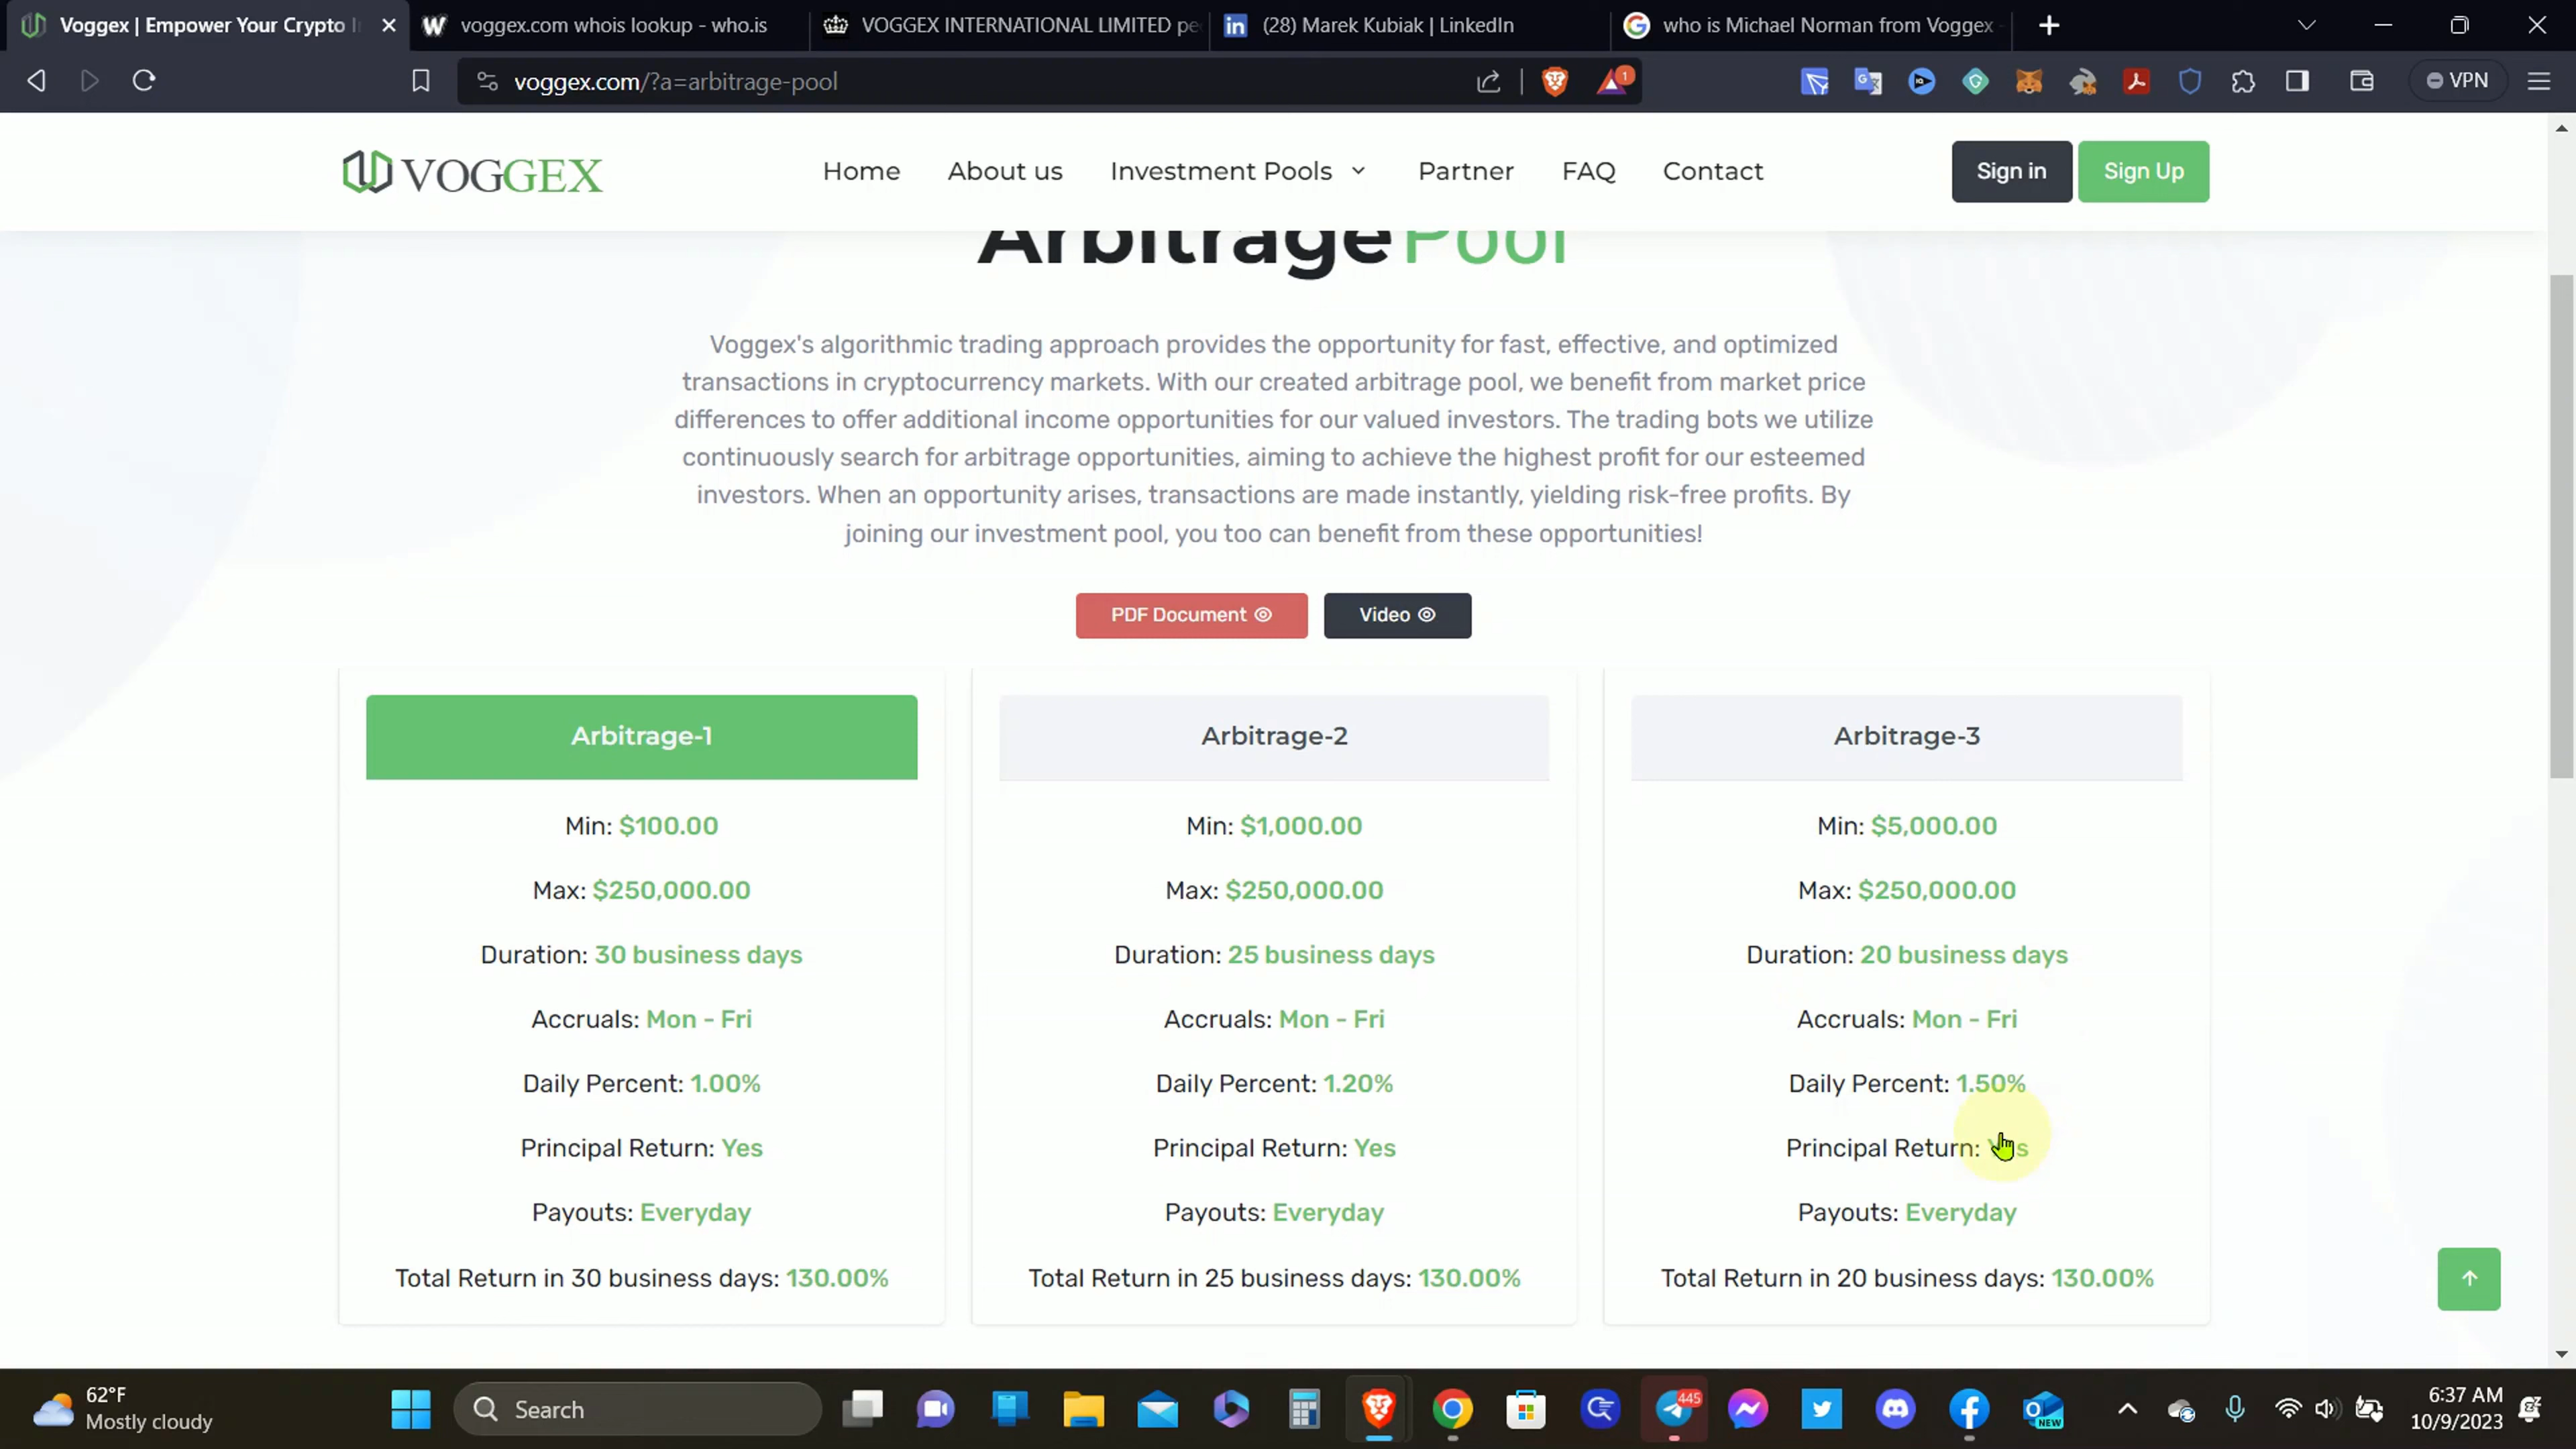 Voggex | Empower Your Crypto I
voggex.com whois lookup - who.is
VOGGEX INTERNATIONAL LIMITED pe
(28) Marek Kubiak | LinkedIn
who is Michael Norman from Voggex -
voggex.com/?a=arbitrage-pool
1
VPN
VOGGEX
Home
About us
Investment Pools
Partner
FAQ
Contact
Sign in
Sign Up
Arbitrage Pool
Voggex's algorithmic trading approach provides the opportunity for fast, effective, and optimized
transactions in cryptocurrency markets. With our created arbitrage pool, we benefit from market price
differences to offer additional income opportunities for our valued investors. The trading bots we utilize
continuously search for arbitrage opportunities, aiming to achieve the highest profit for our esteemed
investors. When an opportunity arises, transactions are made instantly, yielding risk-free profits. By
joining our investment pool, you too can benefit from these opportunities!
PDF Document
Video
Arbitrage-1
Min: $100.00
Max: $250,000.00
Duration: 30 business days
Accruals: Mon - Fri
Daily Percent: 1.00%
Principal Return: Yes
Payouts: Everyday
Total Return in 30 business days: 130.00%
Arbitrage-2
Min: $1,000.00
Max: $250,000.00
Duration: 25 business days
Accruals: Mon - Fri
Daily Percent: 1.20%
Principal Return: Yes
Payouts: Everyday
Total Return in 25 business days: 130.00%
Arbitrage-3
Min: $5,000.00
Max: $250,000.00
Duration: 20 business days
Accruals: Mon - Fri
Daily Percent: 1.50%
Principal Return: Yes
Payouts: Everyday
Total Return in 20 business days: 130.00%
62°F
Mostly cloudy
Search
445
NEW
6:37 AM
10/9/2023